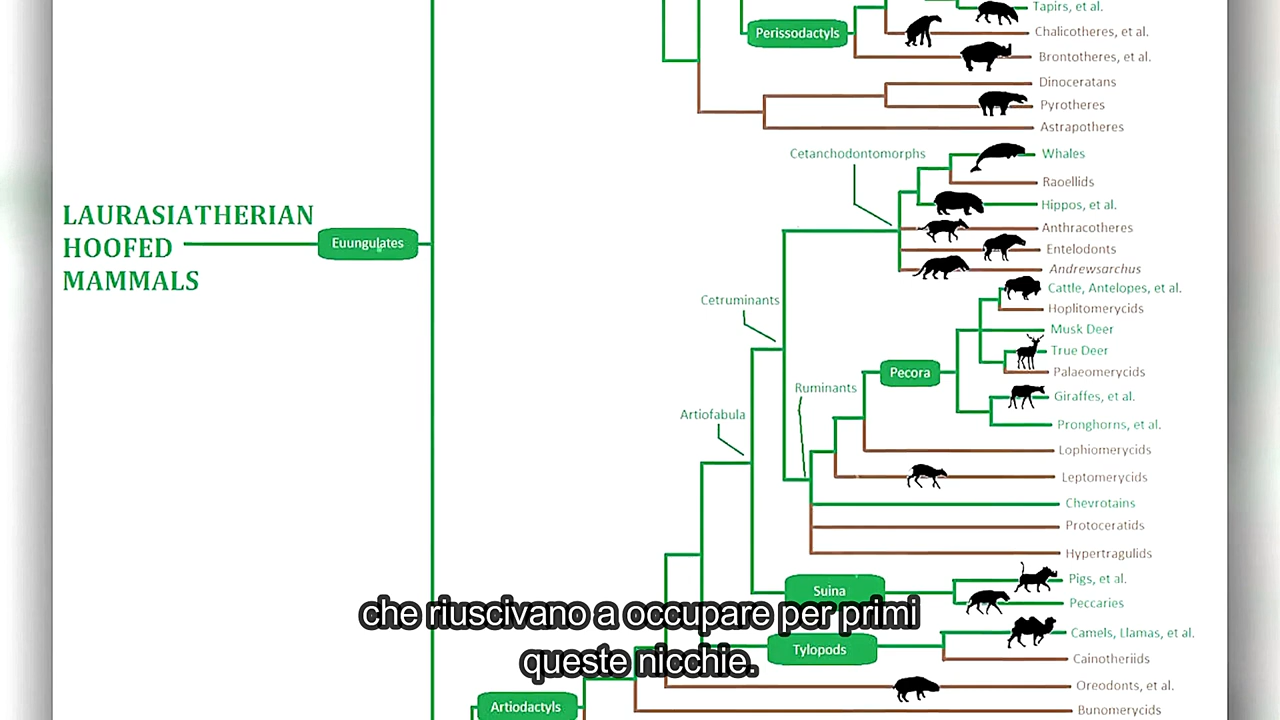 Tapirs, et al.
Perissodactyls
Chalicotheres, et al.
Brontotheres, et al.
Dinoceratans
Pyrotheres
Astrapotheres
Cetanchodontomorphs
Whales
Raoellids
Hippos, et al.
LAURASIATHERIAN
HOOFED
MAMMALS
Euungulates
Anthracotheres
Entelodonts
Andrewsarchus
Cattle, Antelopes, et al.
Cetruminants
Hoplitomerycids
Musk Deer
True Deer
Pecora
Palaeomerycids
Ruminants
Giraffes, et al.
Artiofabula
Pronghorns, et al.
Lophiomerycids
Leptomerycids
Chevrotains
Protoceratids
Hypertragulids
Pigs, et al.
Suina
Peccaries
che riuscivano a occupare per primi
queste nicchie.
Camels, Llamas, et al.
Tylopods
Cainotheriids
Oreodonts, et al.
Artiodactyls
Bunomerycids